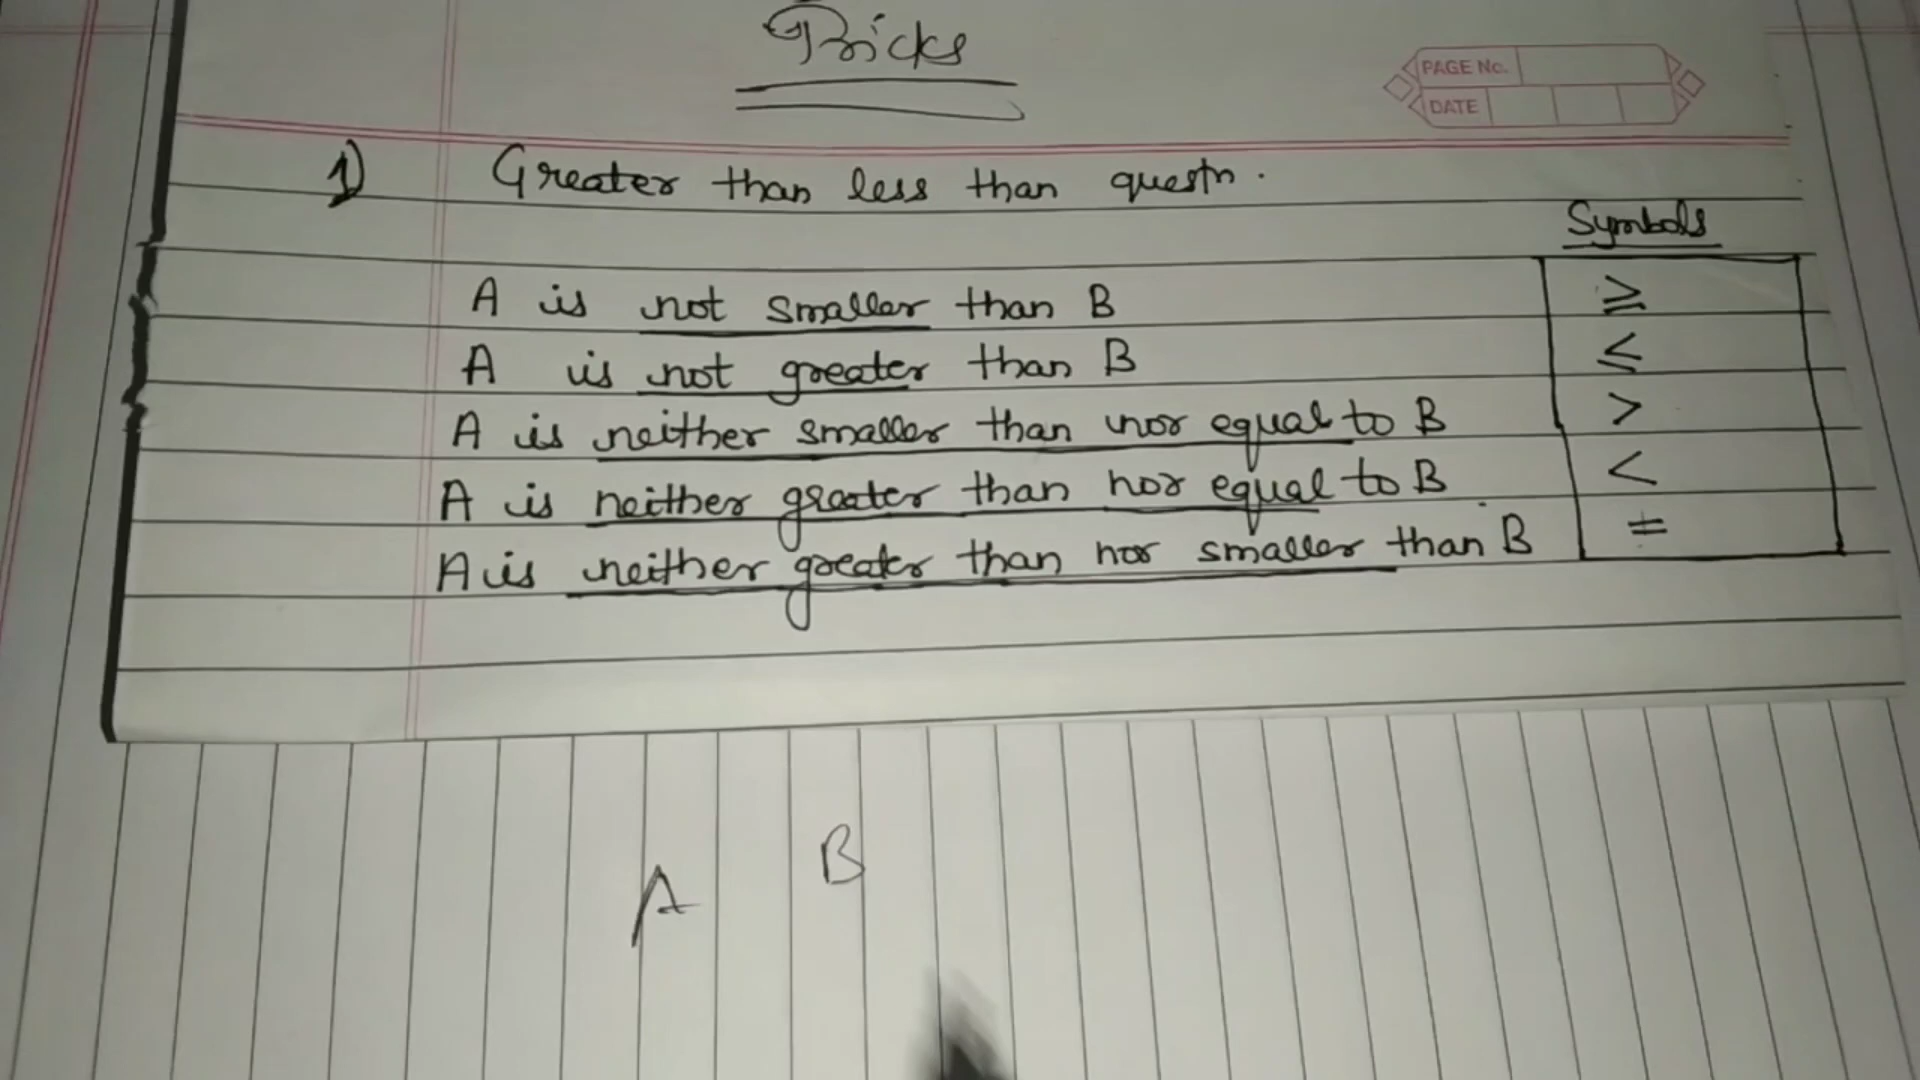 Tricks
PAGE No.
DATE
1) Greater than less than questn.
Symbols
A is not smaller than B ≥
A is not greater than B ≤
A is neither smaller than nor equal to B >
A is neither greater than nor equal to B <
A is neither greater than nor smaller than B =
A B